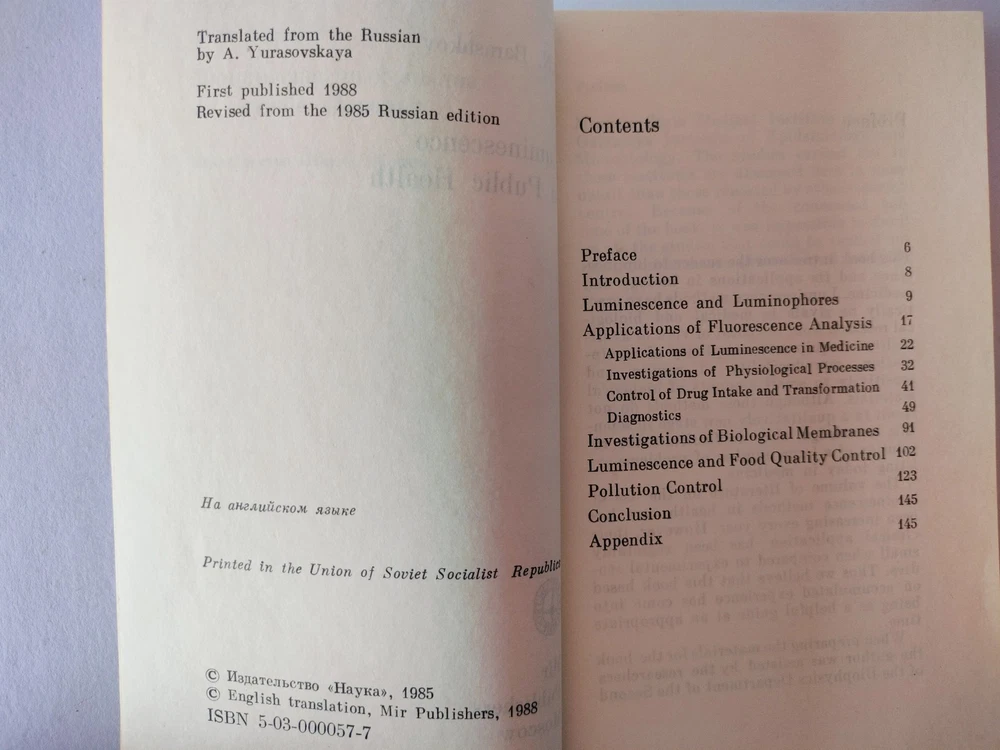 Translated from the Russian
by A. Yurasovskaya
First published 1988
Revised from the 1985 Russian edition
На английском языке
Printed in the Union of Soviet Socialist Republics
© Издательство «Наука», 1985
© English translation, Mir Publishers, 1988
ISBN 5-03-000057-7
Contents
Preface 6
Introduction 8
Luminescence and Luminophores 9
Applications of Fluorescence Analysis 17
Applications of Luminescence in Medicine 22
Investigations of Physiological Processes 32
Control of Drug Intake and Transformation 41
Diagnostics 49
Investigations of Biological Membranes 91
Luminescence and Food Quality Control 102
Pollution Control 123
Conclusion 145
Appendix 145